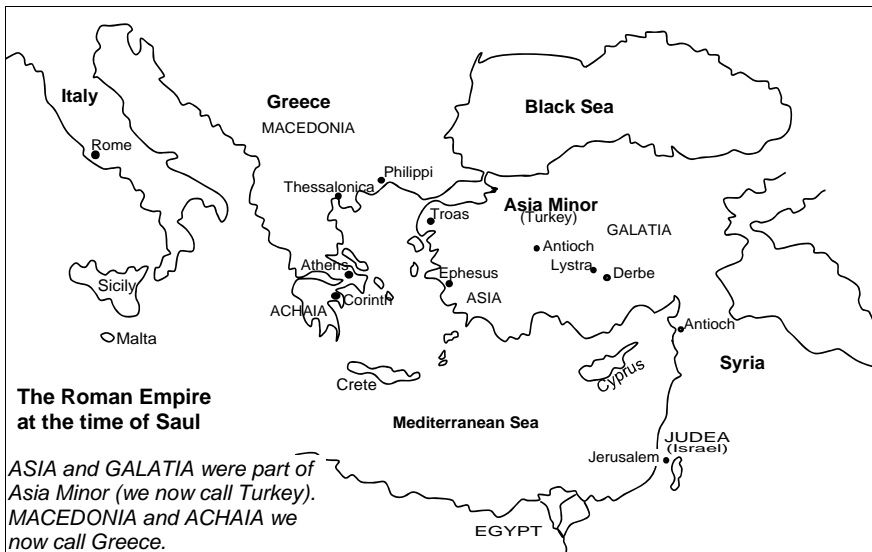 Italy
Greece
MACEDONIA
Black Sea
Rome
Philippi
Thessalonica
Asia Minor
(Turkey)
Troas
GALATIA
Antioch
Lystra
Derbe
Athens
Ephesus
Sicily
ASIA
ACHAIA
Corinth
Malta
Antioch
Syria
Crete
Cyprus
The Roman Empire
at the time of Saul
Mediterranean Sea
JUDEA
(Israel)
Jerusalem
ASIA and GALATIA were part of
Asia Minor (we now call Turkey).
MACEDONIA and ACHAIA we
now call Greece.
EGYPT